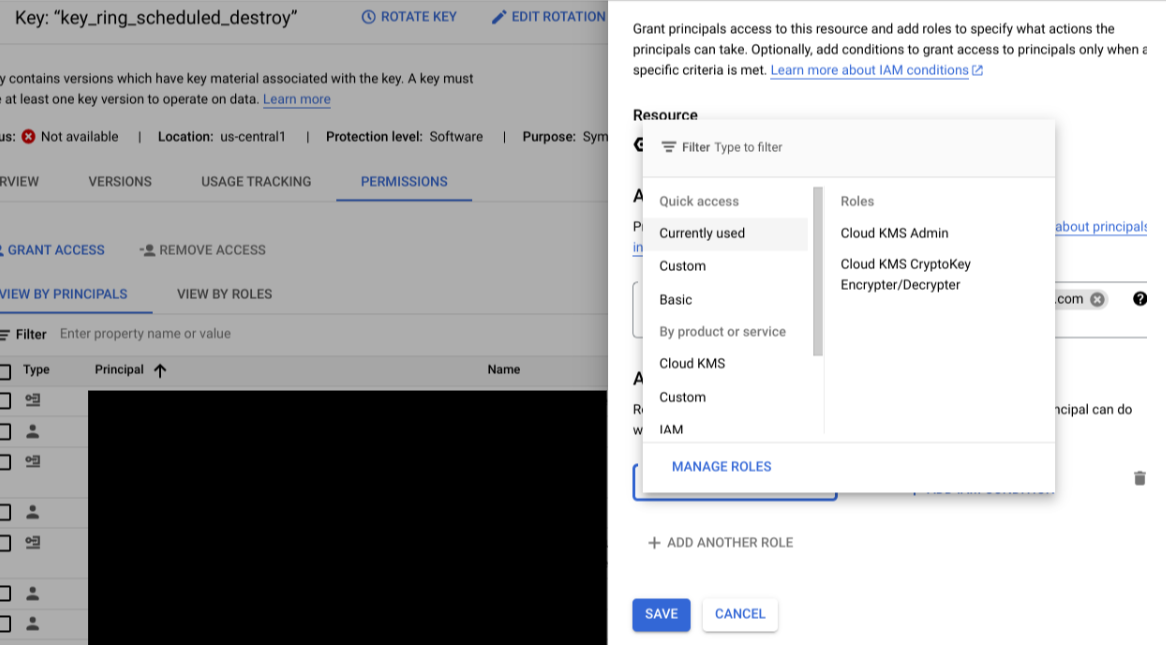 Key: “key_ring_scheduled_destroy”
ROTATE KEY
EDIT ROTATION
y contains versions which have key material associated with the key. A key must
at least one key version to operate on data. Learn more
us: Not available | Location: us-central1 | Protection level: Software | Purpose: Sym
RVIEW
VERSIONS
USAGE TRACKING
PERMISSIONS
GRANT ACCESS
REMOVE ACCESS
VIEW BY PRINCIPALS
VIEW BY ROLES
Filter Enter property name or value
Type
Principal
Name
Grant principals access to this resource and add roles to specify what actions the
principals can take. Optionally, add conditions to grant access to principals only when a
specific criteria is met. Learn more about IAM conditions
Resource
Filter Type to filter
Quick access
Currently used
Custom
Basic
By product or service
Cloud KMS
Custom
IAM
Roles
Cloud KMS Admin
Cloud KMS CryptoKey
Encrypter/Decrypter
MANAGE ROLES
A
P
about principals
in
.com
A
R
ncipal can do
w
ADD IAM CONDITION
ADD ANOTHER ROLE
SAVE
CANCEL